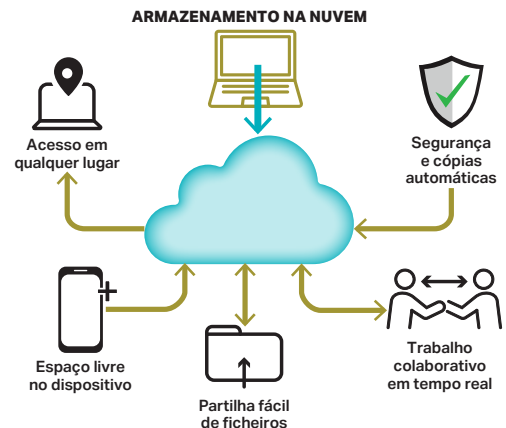 ARMAZENAMENTO NA NUVEM
Acesso em
qualquer lugar
Segurança
e cópias
automáticas
Espaço livre
no dispositivo
Partilha fácil
de ficheiros
Trabalho
colaborativo
em tempo real